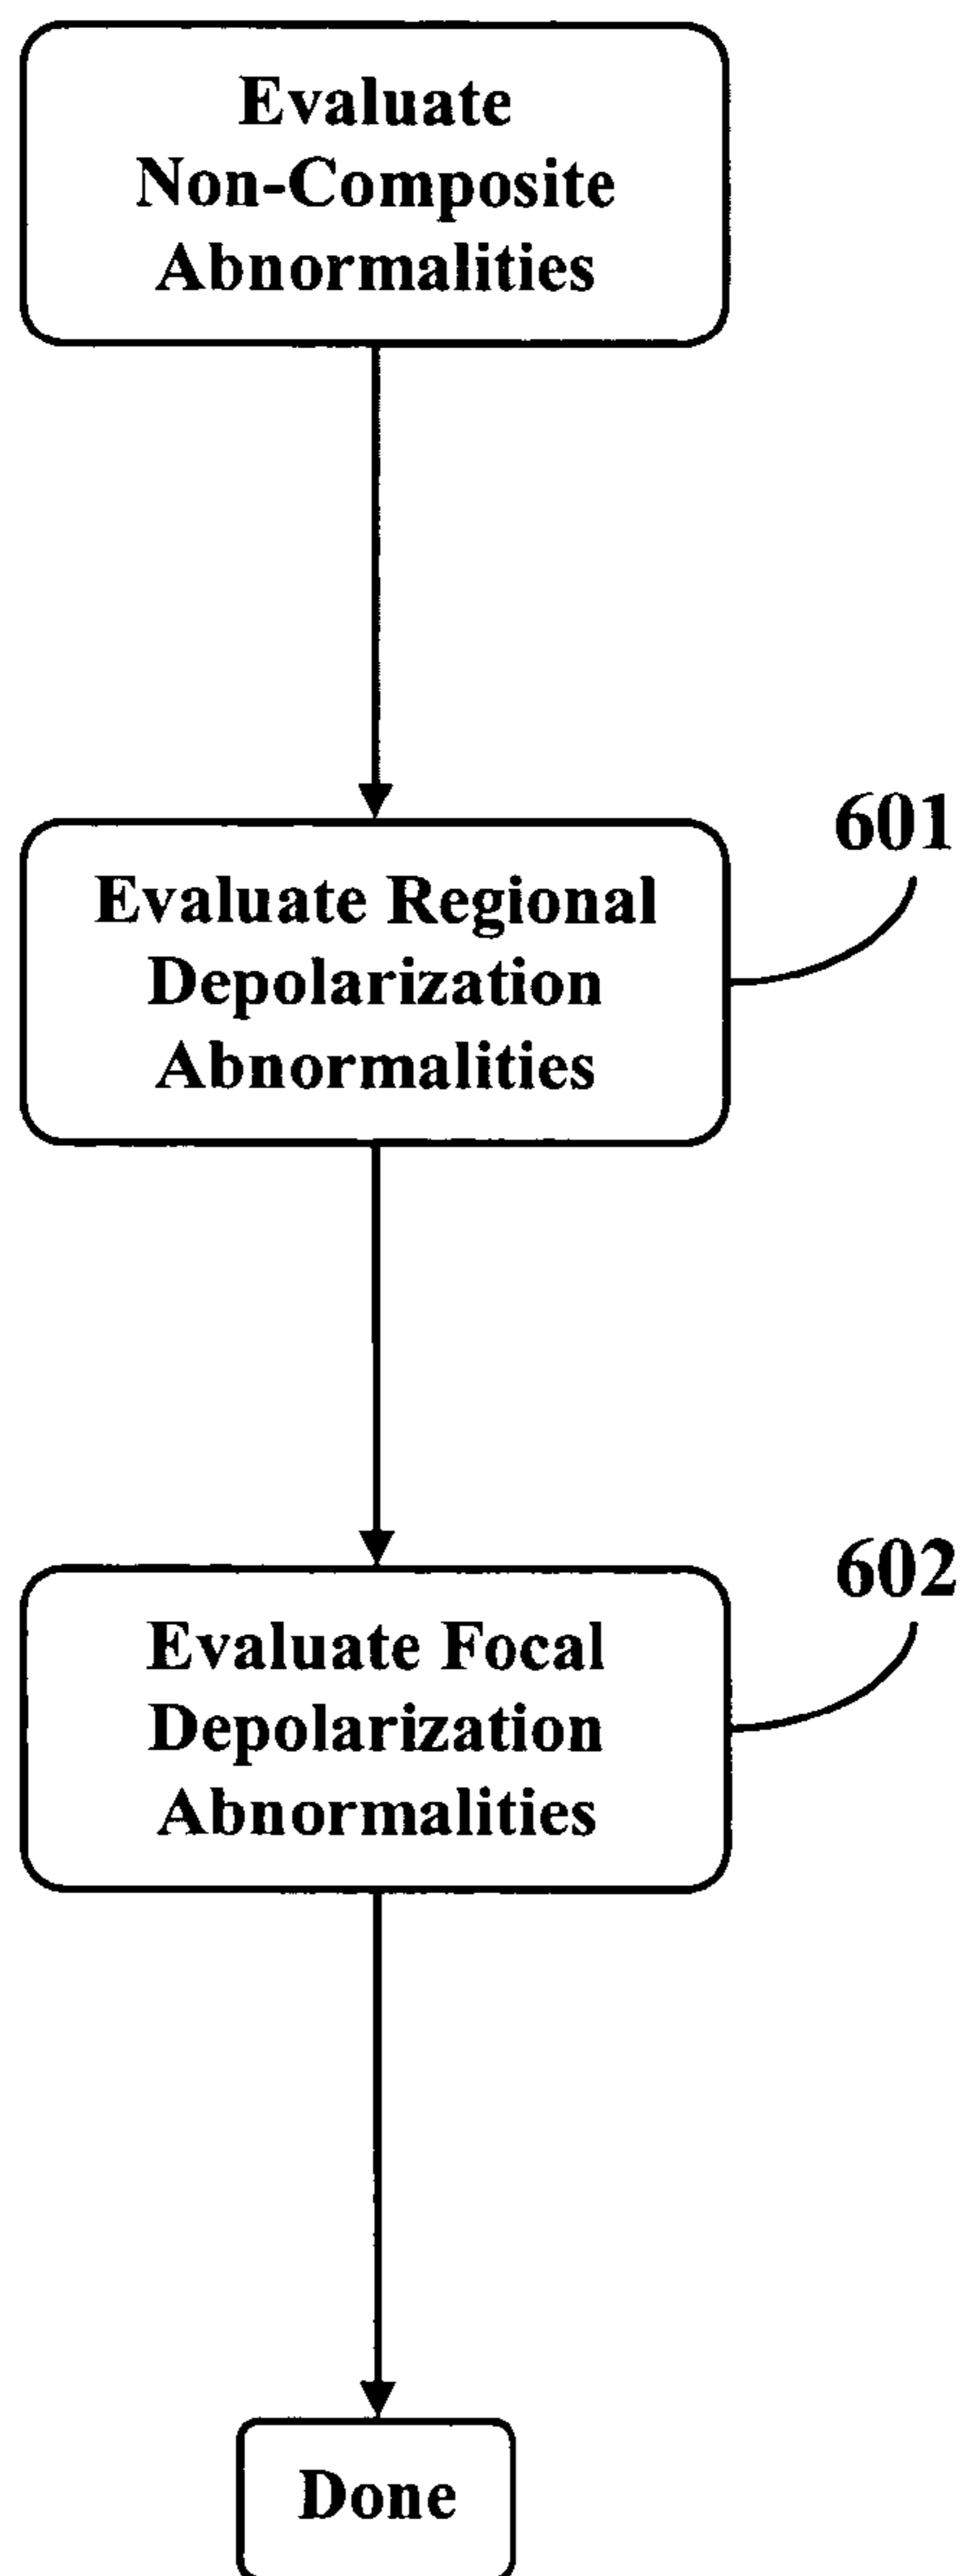 Evaluate
Non-Composite
Abnormalities
601
Evaluate Regional
Depolarization
Abnormalities
602
Evaluate Focal
Depolarization
Abnormalities
Done